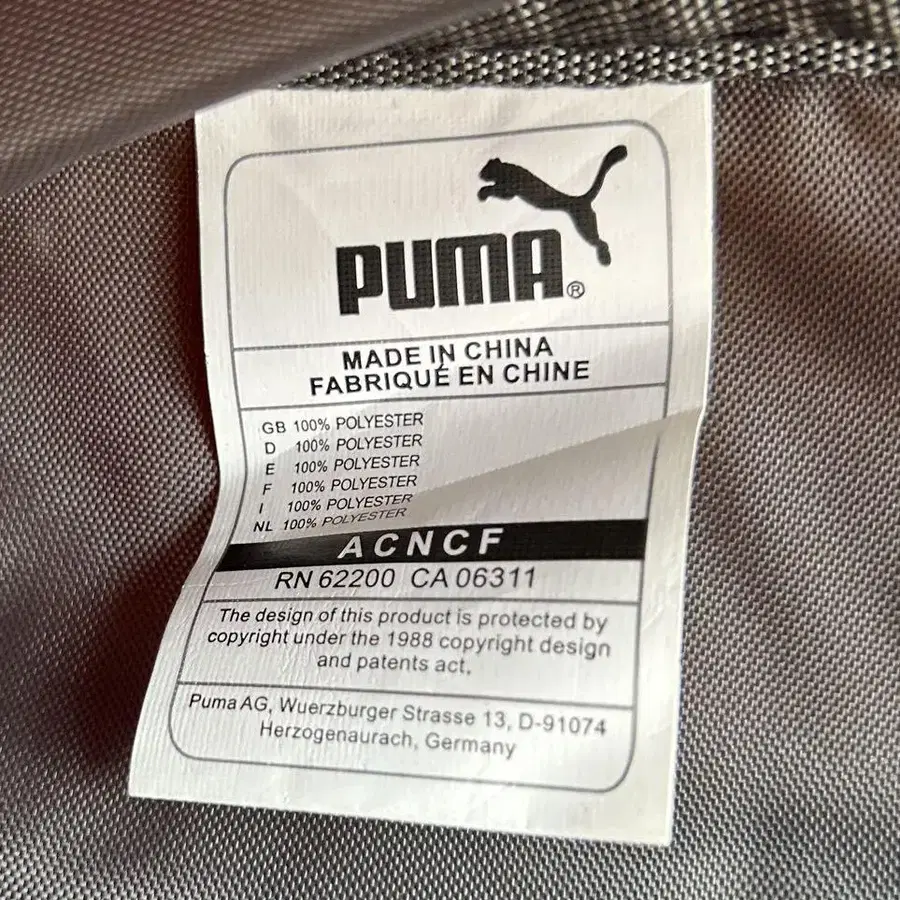 PUMA®
MADE IN CHINA
FABRIQUÉ EN CHINE
GB 100% POLYESTER
D 100% POLYESTER
E 100% POLYESTER
F 100% POLYESTER
I 100% POLYESTER
NL 100% POLYESTER
ACNCF
RN 62200 CA 06311
The design of this product is protected by
copyright under the 1988 copyright design
and patents act.
Puma AG, Wuerzburger Strasse 13, D-91074
Herzogenaurach, Germany